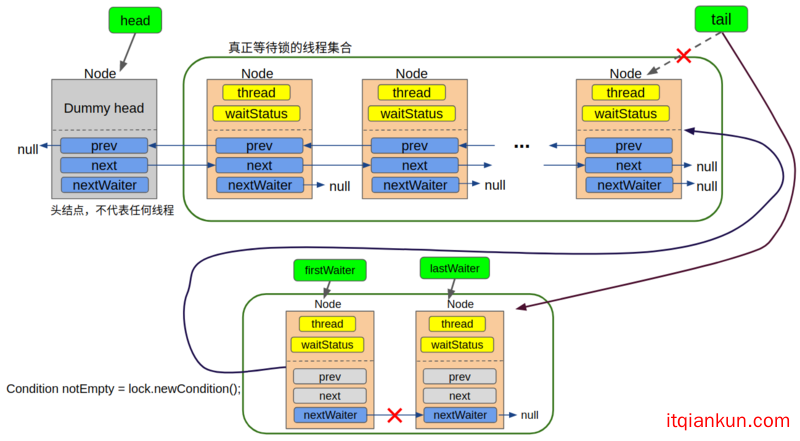 head
tail
真正等待锁的线程集合
Node
Node
Node
Node
Dummy head
thread
thread
thread
waitStatus
waitStatus
waitStatus
null
prev
prev
prev
...
prev
next
next
next
next
null
nextWaiter
nextWaiter
null
nextWaiter
null
nextWaiter
null
头结点，不代表任何线程
firstWaiter
lastWaiter
Node
Node
thread
thread
waitStatus
waitStatus
prev
prev
next
next
Condition notEmpty = lock.newCondition();
nextWaiter
nextWaiter
null
itqiankun.com